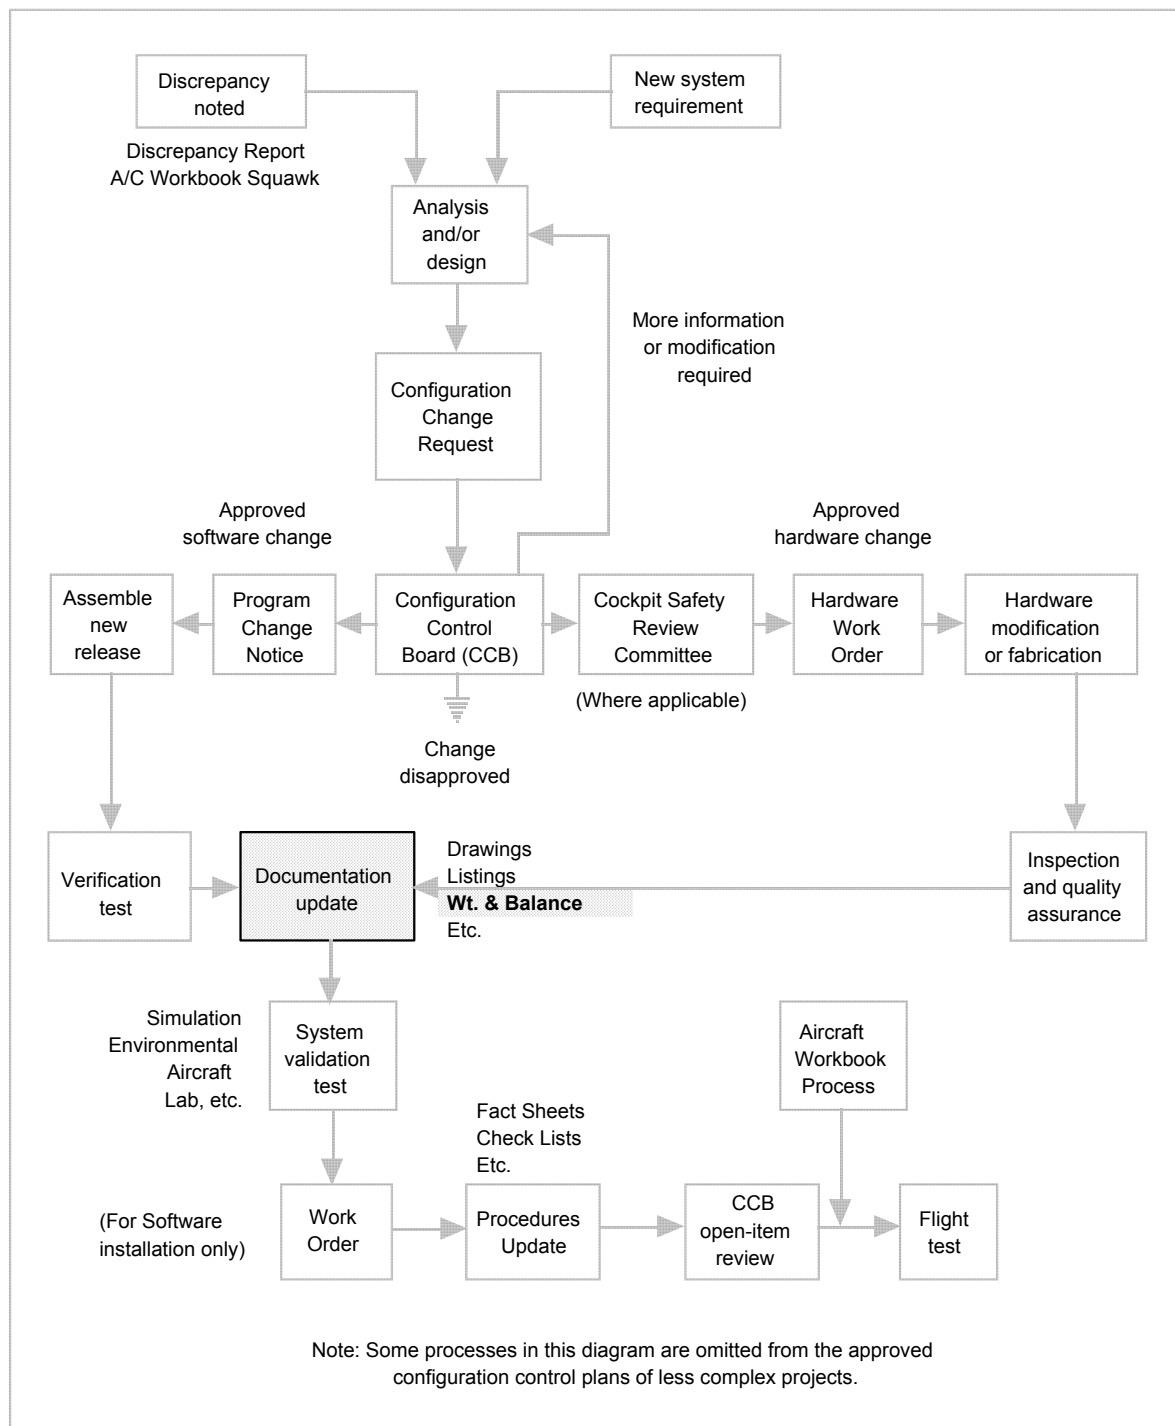 Discrepancy
noted
New system
requirement
Discrepancy Report
A/C Workbook Squawk
Analysis
and/or
design
More information
or modification
required
Configuration
Change
Request
Approved
software change
Approved
hardware change
Assemble
new
release
Program
Change
Notice
Configuration
Control
Board (CCB)
Cockpit Safety
Review
Committee
Hardware
Work
Order
Hardware
modification
or fabrication
(Where applicable)
Change
disapproved
Verification
test
Documentation
update
Drawings
Listings
Wt. & Balance
Etc.
Inspection
and quality
assurance
Simulation
Environmental
Aircraft
Lab, etc.
System
validation
test
Aircraft
Workbook
Process
Fact Sheets
Check Lists
Etc.
(For Software
installation only)
Work
Order
Procedures
Update
CCB
open-item
review
Flight
test
Note: Some processes in this diagram are omitted from the approved
configuration control plans of less complex projects.